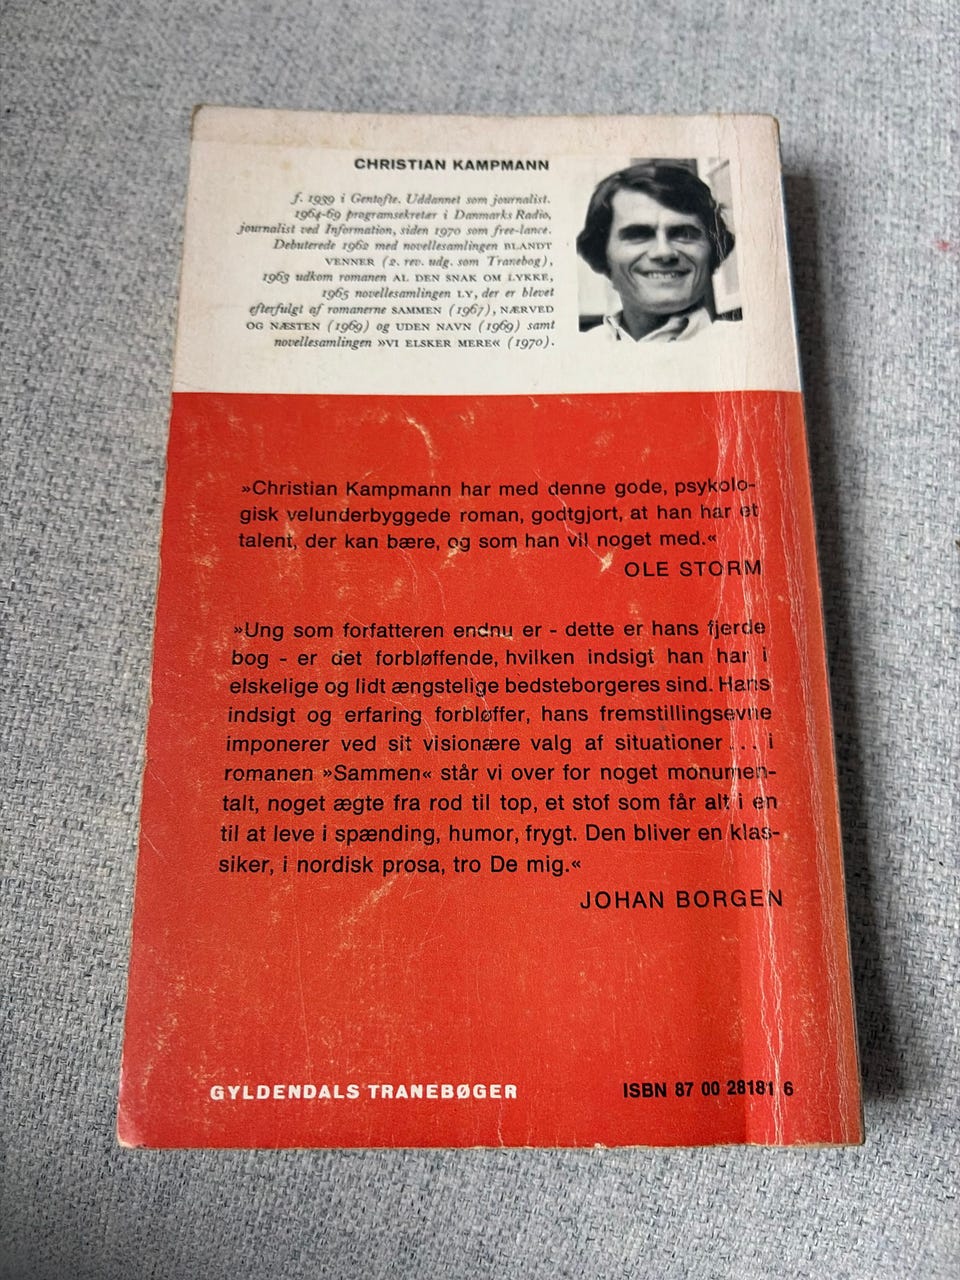 CHRISTIAN KAMPMANN
f. 1939 i Gentofte. Uddannet som journalist.
1964-69 programsekretær i Danmarks Radio,
journalist ved Information, siden 1970 som free-lance.
Debuterede 1962 med novellesamlingen BLANDT
VENNER (2. rev. udg. som Tranebog),
1963 udkom romanen AL DEN SNAK OM LYKKE,
1965 novellesamlingen LY, der er blevet
efterfulgt af romanerne SAMMEN (1967), NÆRVED
OG NÆSTEN (1969) og UDEN NAVN (1969) samt
novellesamlingen »VI ELSKER MERE« (1970).
»Christian Kampmann har med denne gode, psykolo-
gisk velunderbyggede roman, godtgjort, at han har et
talent, der kan bære, og som han vil noget med.«
OLE STORM
»Ung som forfatteren endnu er - dette er hans fjerde
bog - er det forbløffende, hvilken indsigt han har i
elskelige og lidt ængstelige bedsteborgeres sind. Hans
indsigt og erfaring forbløffer, hans fremstillingsevne
imponerer ved sit visionære valg af situationer ... i
romanen »Sammen« står vi over for noget monumen-
talt, noget ægte fra rod til top, et stof som får alt i en
til at leve i spænding, humor, frygt. Den bliver en klas-
siker, i nordisk prosa, tro De mig.«
JOHAN BORGEN
GYLDENDALS TRANEBØGER
ISBN 87 00 28181 6